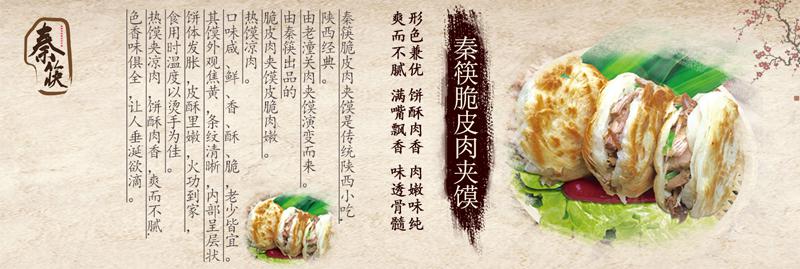 秦筷脆皮肉夹馍
形色兼优 饼酥肉香 肉嫩味纯
爽而不腻 满嘴飘香 味透骨髓
秦筷脆皮肉夹馍是传统陕西小吃,
陕西经典。
由老潼关肉夹馍演变而来。
由秦筷出品的
脆皮肉夹馍皮脆肉嫩。
热馍凉肉。
口味咸、鲜、香、酥、脆,老少皆宜。
其馍外观焦黄,条纹清晰,内部呈层状
饼体发胀,皮酥里嫩,火功到家,
食用时温度以烫手为佳。
热馍夹凉肉,饼酥肉香,爽而不腻,
色香味俱全,让人垂涎欲滴。
秦筷